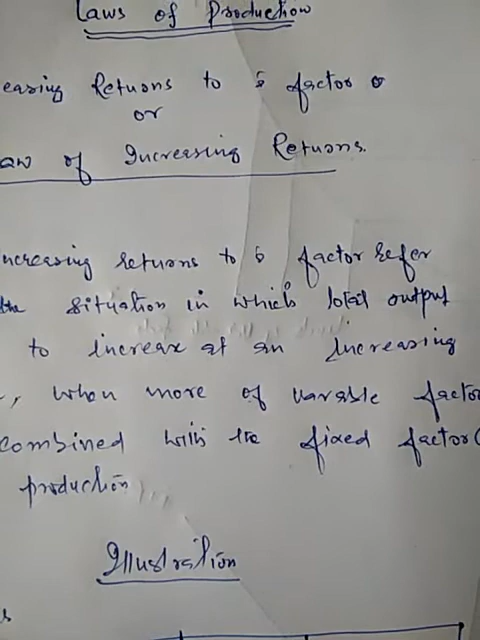 Laws of Production
easing Returns to a factor
or
aw of Increasing Returns.
ncreasing returns to a factor refer
the situation in which total output
to increase at an increasing
, when more of variable factor
combined with the fixed factor(
production
Illustration
s